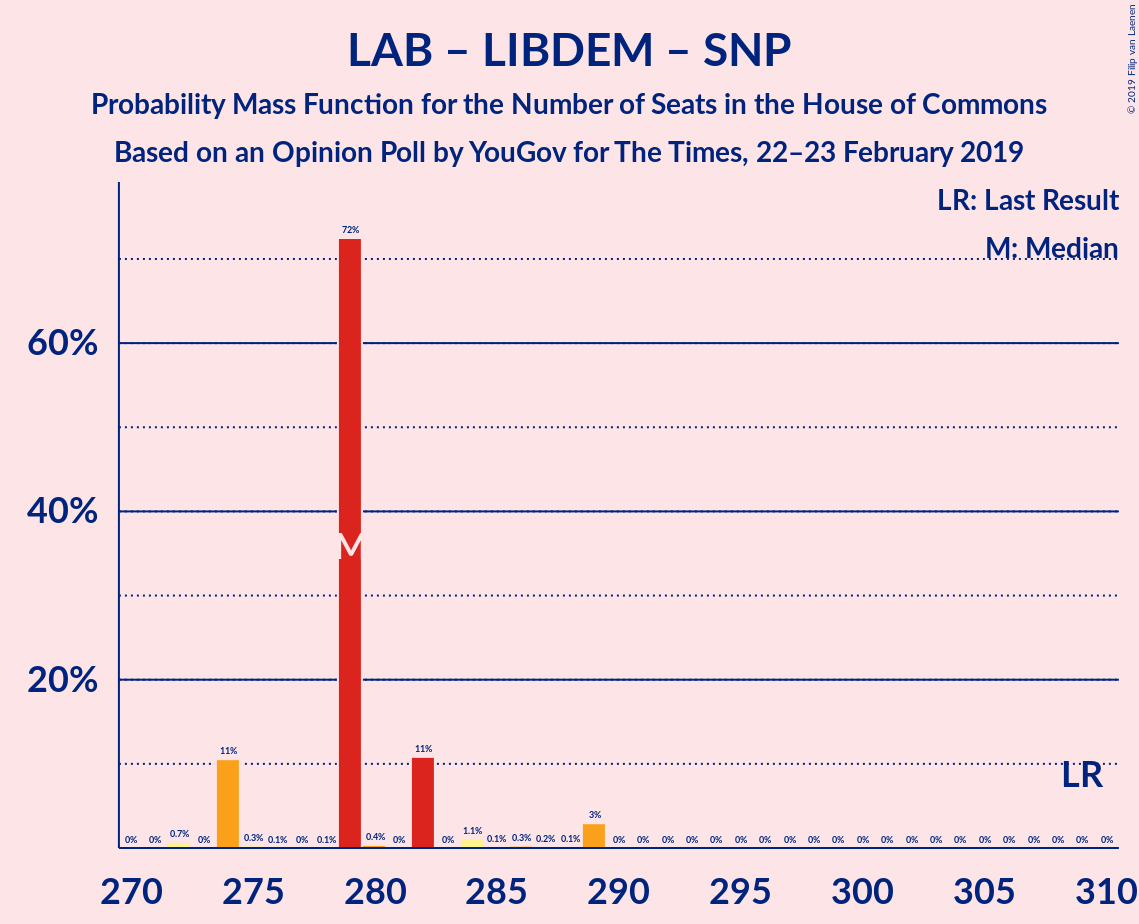 LAB – LIBDEM – SNP
Probability Mass Function for the Number of Seats in the House of Commons
Based on an Opinion Poll by YouGov for The Times, 22–23 February 2019
© 2019 Filip van Laenen
LR: Last Result
M: Median
72%
60%
40%
M
20%
11%
11%
LR
3%
0% 0% 0.7% 0% 0.3% 0.1% 0% 0.1% 0.4% 0% 0% 1.1% 0.1% 0.3% 0.2% 0.1% 0% 0% 0% 0% 0% 0% 0% 0% 0% 0% 0% 0% 0% 0% 0% 0% 0% 0% 0% 0% 0%
270 275 280 285 290 295 300 305 310